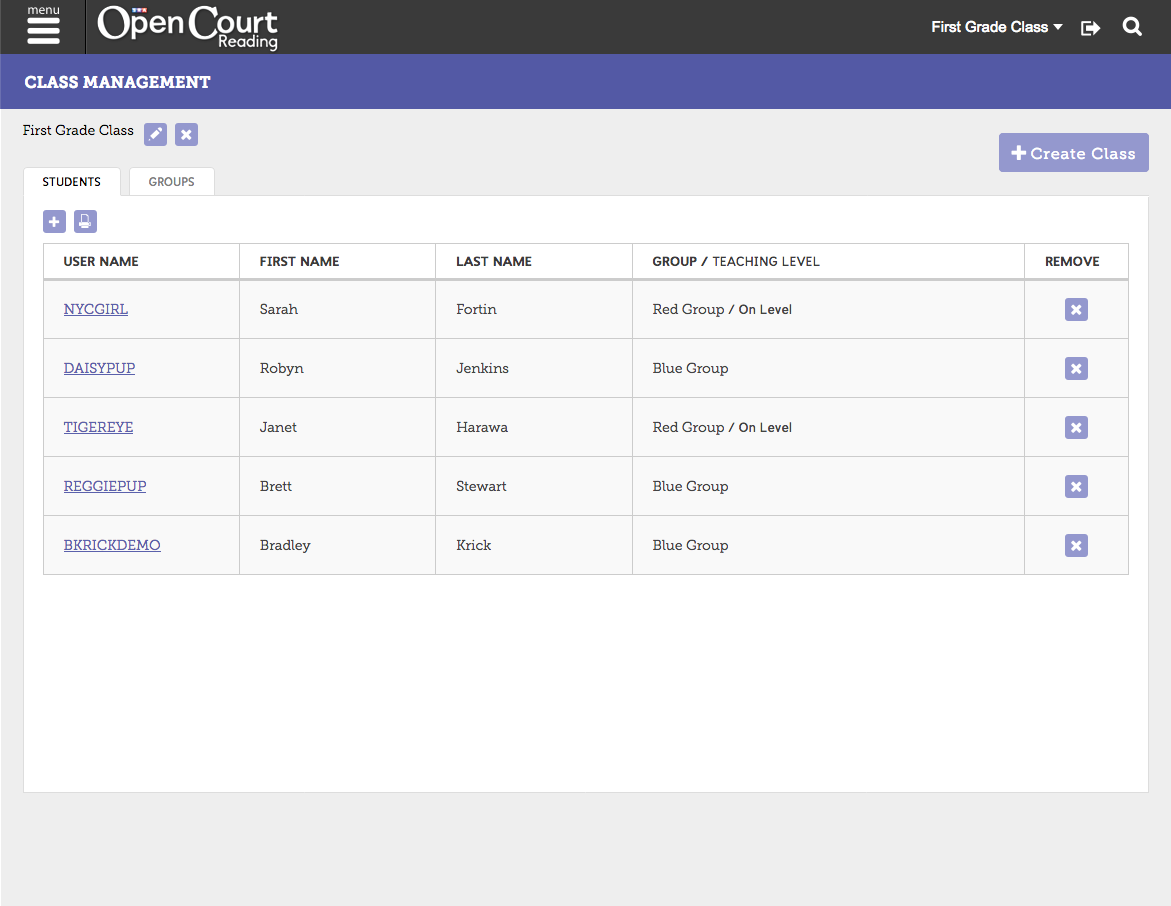 menu
Open Court
Reading
First Grade Class
CLASS MANAGEMENT
First Grade Class
Create Class
STUDENTS GROUPS
USER NAME FIRST NAME LAST NAME GROUP / TEACHING LEVEL REMOVE
NYCGIRL Sarah Fortin Red Group / On Level
DAISYPUP Robyn Jenkins Blue Group
TIGEREYE Janet Harawa Red Group / On Level
REGGIEPUP Brett Stewart Blue Group
BKRICKDEMO Bradley Krick Blue Group